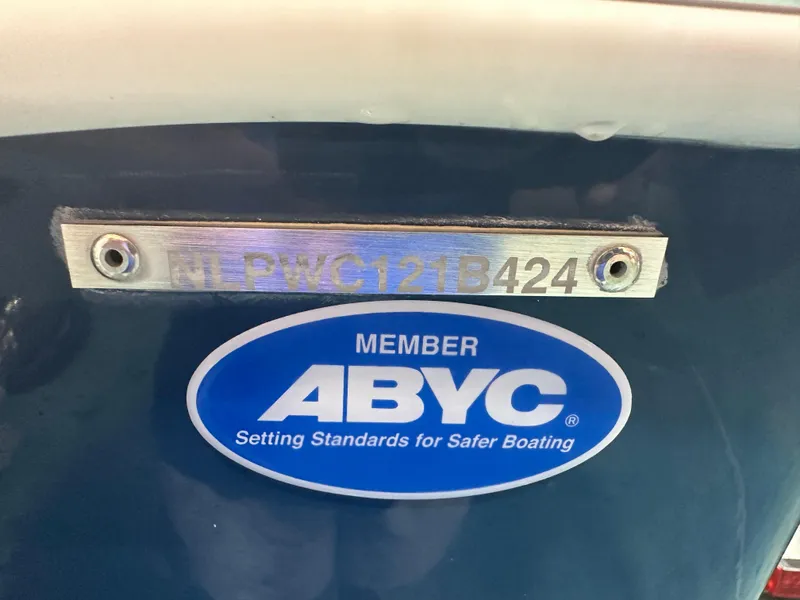 NLPWC121B424
MEMBER
ABYC®
Setting Standards for Safer Boating